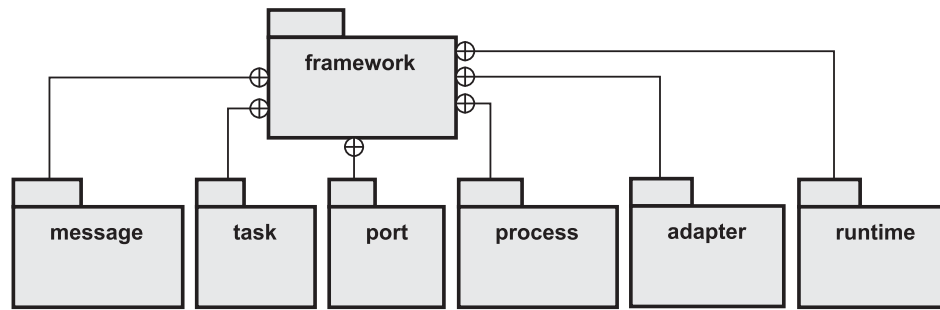 framework
message
task
port
process
adapter
runtime